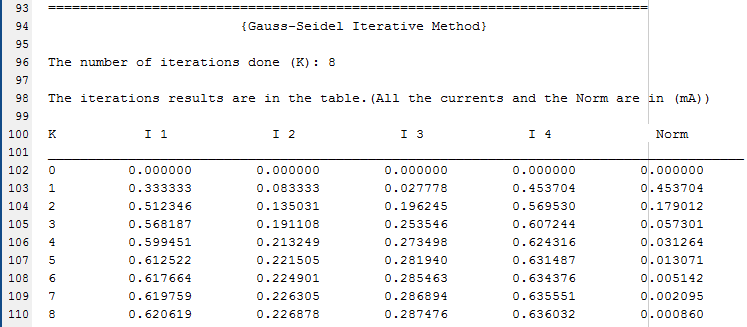 93 ===========================================================================
94 {Gauss-Seidel Iterative Method}
95
96 The number of iterations done (K): 8
97
98 The iterations results are in the table.(All the currents and the Norm are in (mA))
99
100 K I 1 I 2 I 3 I 4 Norm
101 ______________________________________________________________________________________
102 0 0.000000 0.000000 0.000000 0.000000 0.000000
103 1 0.333333 0.083333 0.027778 0.453704 0.453704
104 2 0.512346 0.135031 0.196245 0.569530 0.179012
105 3 0.568187 0.191108 0.253546 0.607244 0.057301
106 4 0.599451 0.213249 0.273498 0.624316 0.031264
107 5 0.612522 0.221505 0.281940 0.631487 0.013071
108 6 0.617664 0.224901 0.285463 0.634376 0.005142
109 7 0.619759 0.226305 0.286894 0.635551 0.002095
110 8 0.620619 0.226878 0.287476 0.636032 0.000860